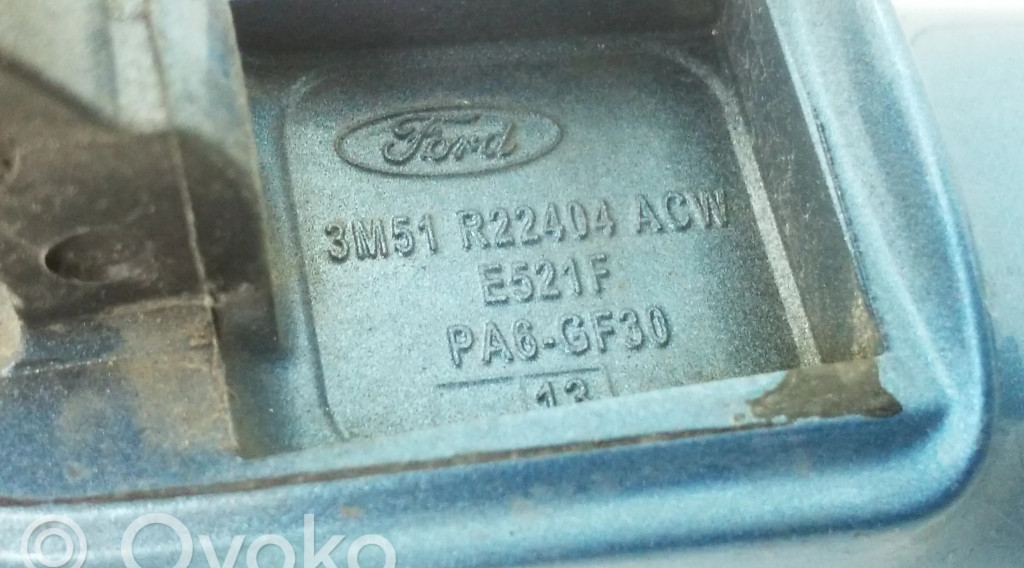 Ford
3M51 R22404 ACW
E521F
PA6-GF30
13
© Ovoko